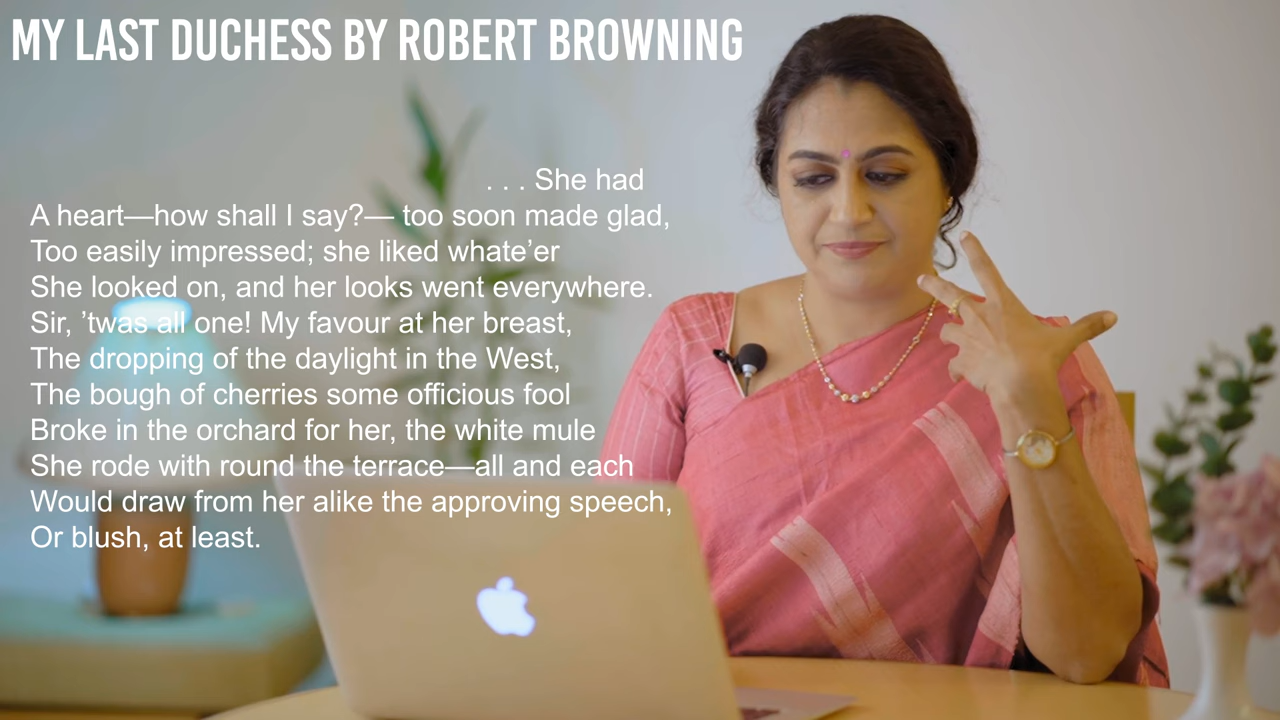 MY LAST DUCHESS BY ROBERT BROWNING
. . . She had
A heart—how shall I say?— too soon made glad,
Too easily impressed; she liked whate’er
She looked on, and her looks went everywhere.
Sir, ’twas all one! My favour at her breast,
The dropping of the daylight in the West,
The bough of cherries some officious fool
Broke in the orchard for her, the white mule
She rode with round the terrace—all and each
Would draw from her alike the approving speech,
Or blush, at least.